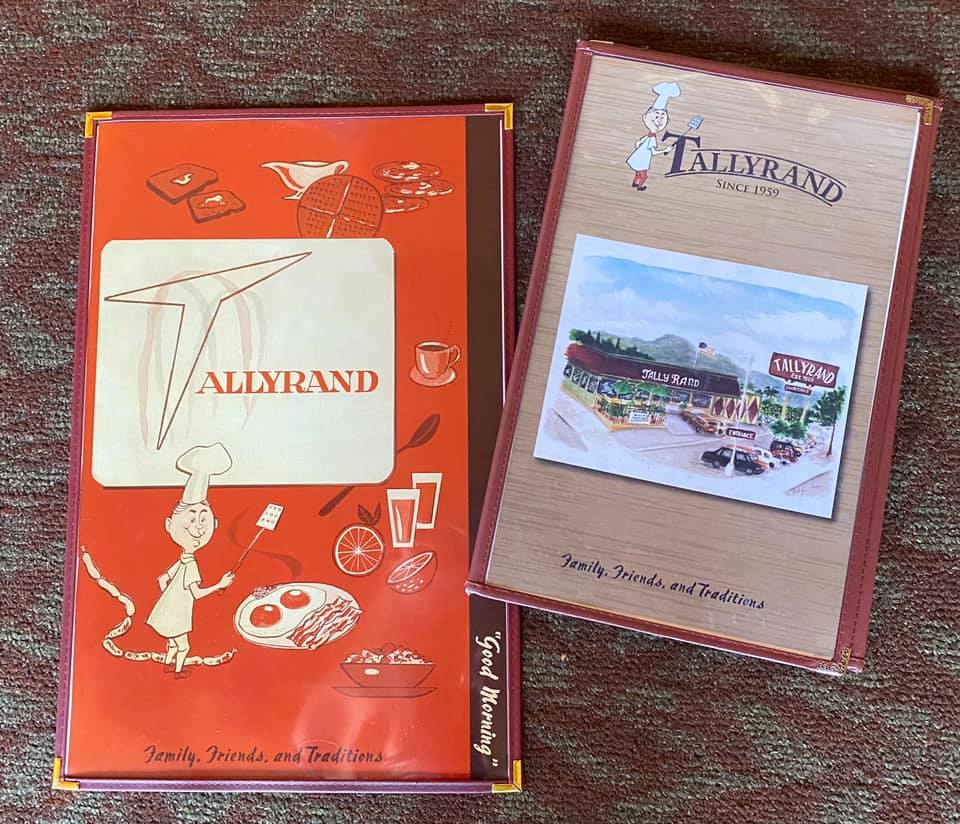 TALLYRAND
"Good Morning"
Family, Friends, and Traditions
TALLYRAND
SINCE 1959
TALLY RAND
TALLYRAND
ENTRANCE
Family, Friends, and Traditions